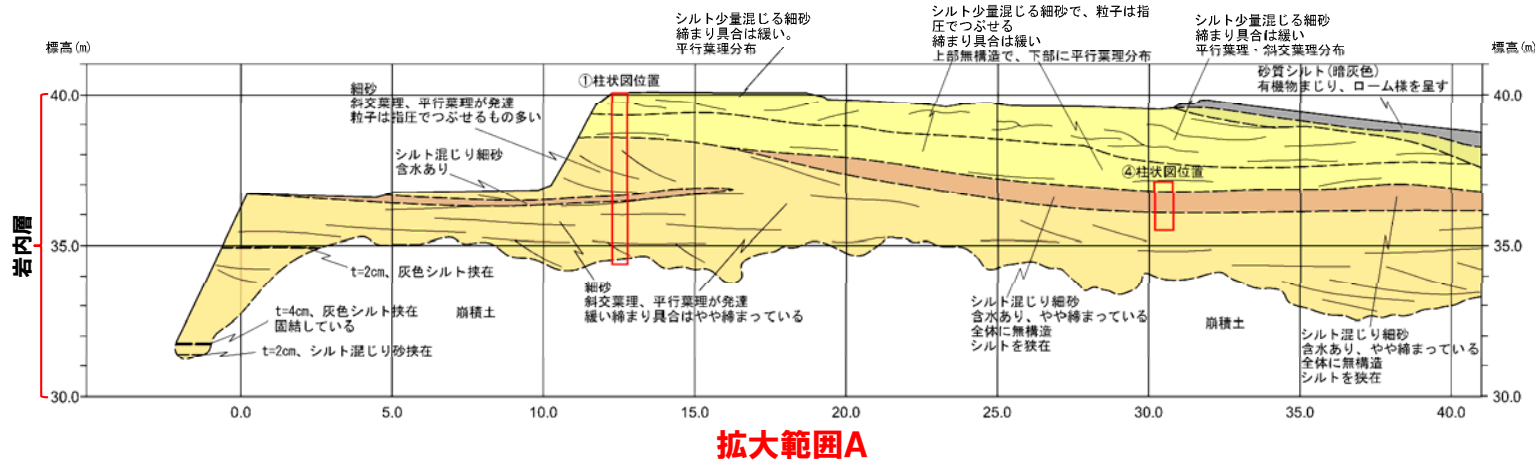 標高(m)
40.0
35.0
30.0
岩内層
細砂
斜交葉理、平行葉理が発達
粒子は指圧でつぶせるもの多い
シルト混じり細砂
含水あり
①柱状図位置
シルト少量混じる細砂
締まり具合は緩い。
平行葉理分布
シルト少量混じる細砂で、粒子は指
圧でつぶせる
締まり具合は緩い
上部無構造で、下部に平行葉理分布
シルト少量混じる細砂
締まり具合は緩い
平行葉理・斜交葉理分布
砂質シルト(暗灰色)
有機物まじり、ローム様を呈す
標高(m)
40.0
35.0
30.0
④柱状図位置
t=2cm、灰色シルト挟在
t=4cm、灰色シルト挟在
固結している
t=2cm、シルト混じり砂挟在
崩積土
細砂
斜交葉理、平行葉理が発達
緩い締まり具合はやや締まっている
シルト混じり細砂
含水あり、やや締まっている
全体に無構造
シルトを狭在
崩積土
シルト混じり細砂
含水あり、やや締まっている
全体に無構造
シルトを狭在
0.0 5.0 10.0 15.0 20.0 25.0 30.0 35.0 40.0
拡大範囲A